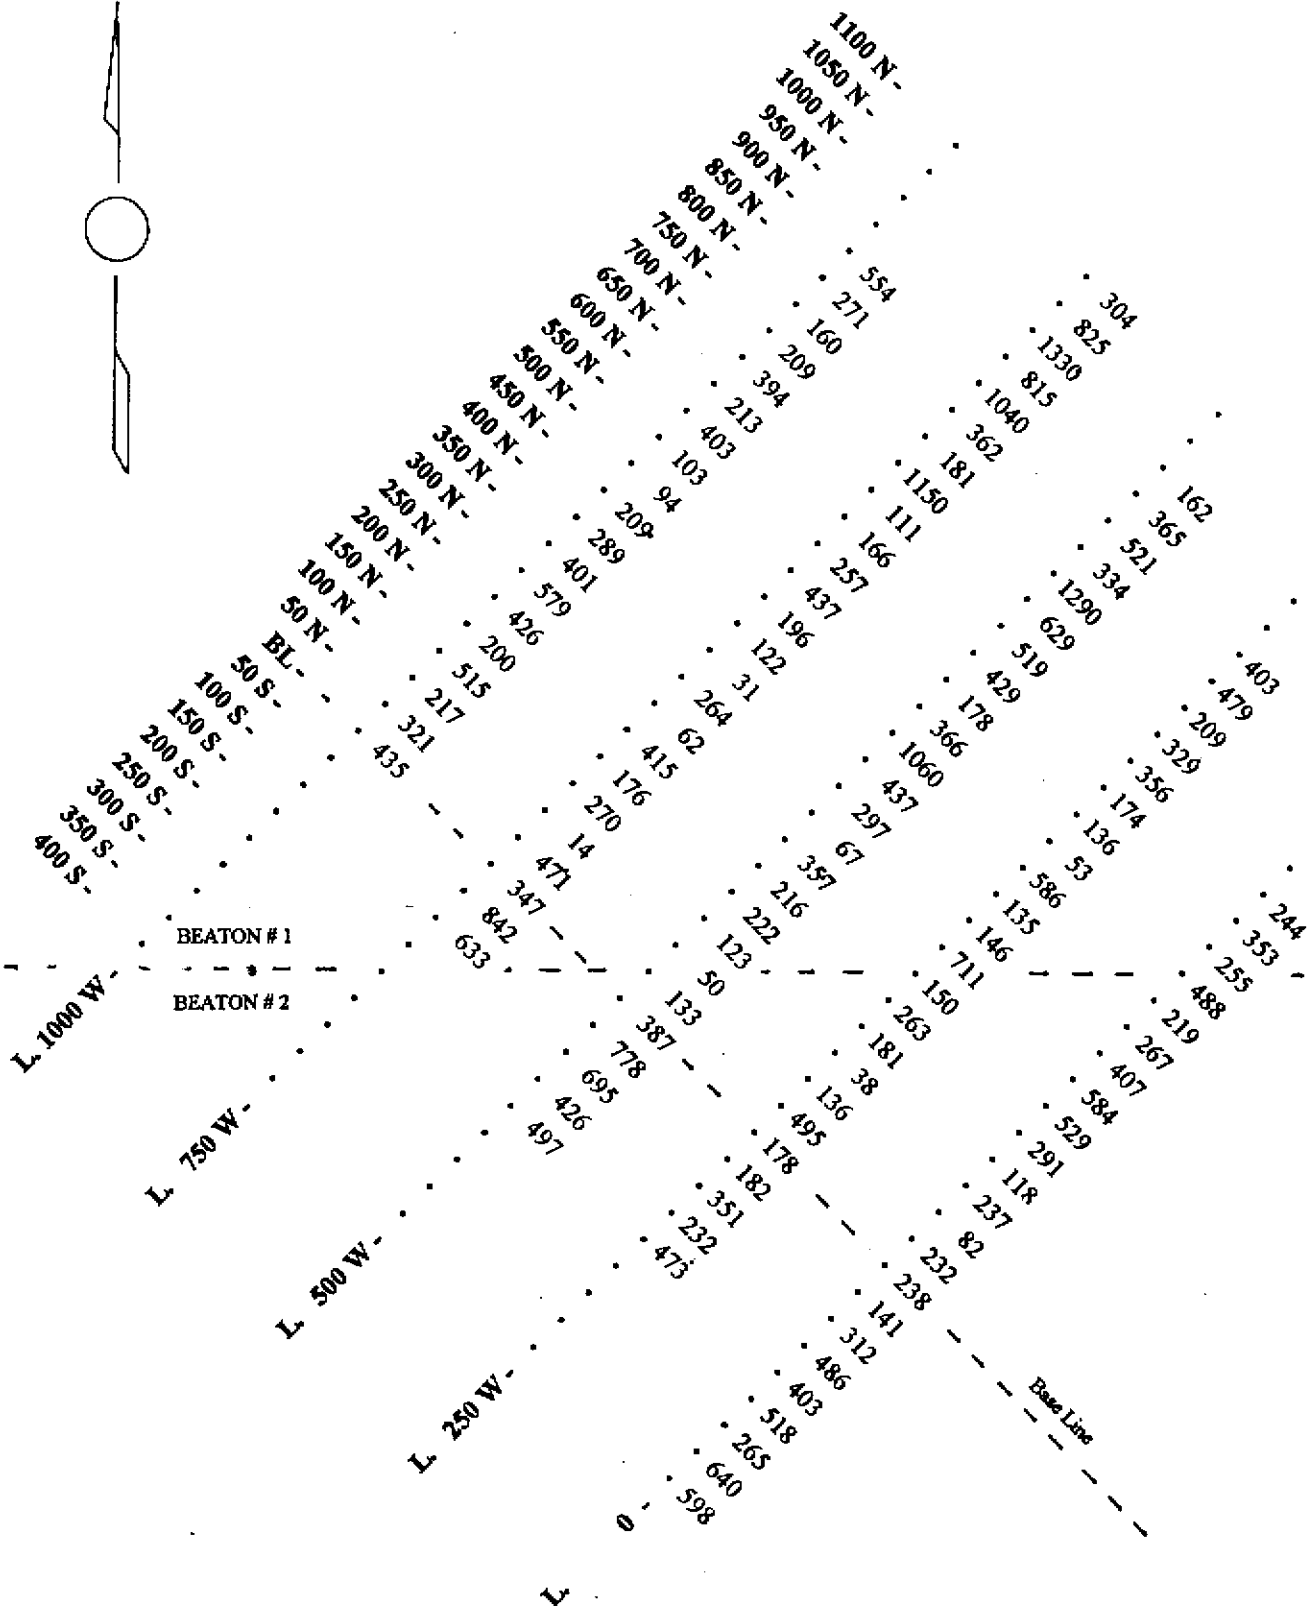 1100 N -
1050 N -
1000 N -
950 N -
900 N -
850 N -
800 N -
750 N -
700 N -
650 N -
600 N -
550 N -
500 N -
450 N -
400 N -
350 N -
300 N -
250 N -
200 N -
150 N -
100 N -
50 N -
BL -
50 S -
100 S -
150 S -
200 S -
250 S -
300 S -
350 S -
400 S -
BEATON # 1
BEATON # 2
L. 1000 W -
554
271
160
209
394
213
403
103
94
209
289
401
579
426
200
515
217
321
435
L. 750 W -
304
825
1330
815
1040
362
181
1150
111
166
257
437
196
122
31
264
62
415
176
270
14
471
347
842
633
L. 500 W -
162
365
521
334
1290
629
519
429
178
366
1060
437
297
67
357
216
222
123
50
133
387
778
695
426
497
L. 250 W -
403
479
209
329
356
174
136
53
586
135
146
711
150
263
181
38
136
495
178
182
351
232
473
L. 0 -
244
353
255
488
219
267
407
584
529
291
118
237
82
232
238
141
312
486
403
518
265
640
598
Base Line